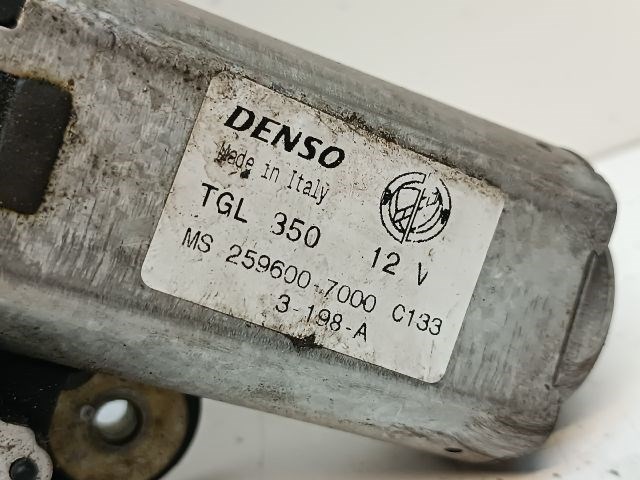 DENSO
Made in Italy
TGL 350 12 V
MS 259600-7000 C133
3-198-A